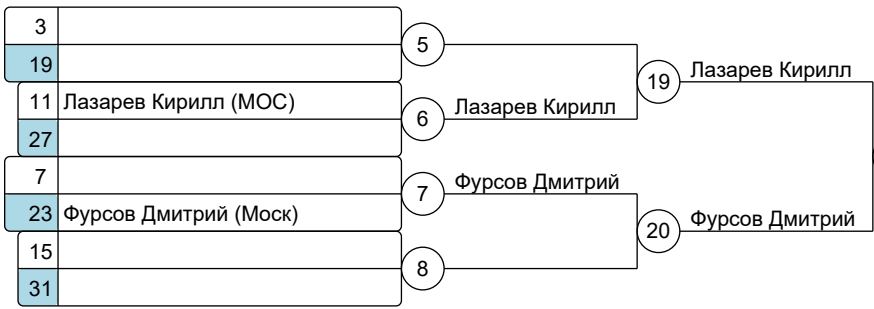 3
5
19
19 Лазарев Кирилл
11 Лазарев Кирилл (МОС)
6 Лазарев Кирилл
27
7
7 Фурсов Дмитрий
23 Фурсов Дмитрий (Моск)
20 Фурсов Дмитрий
15
8
31